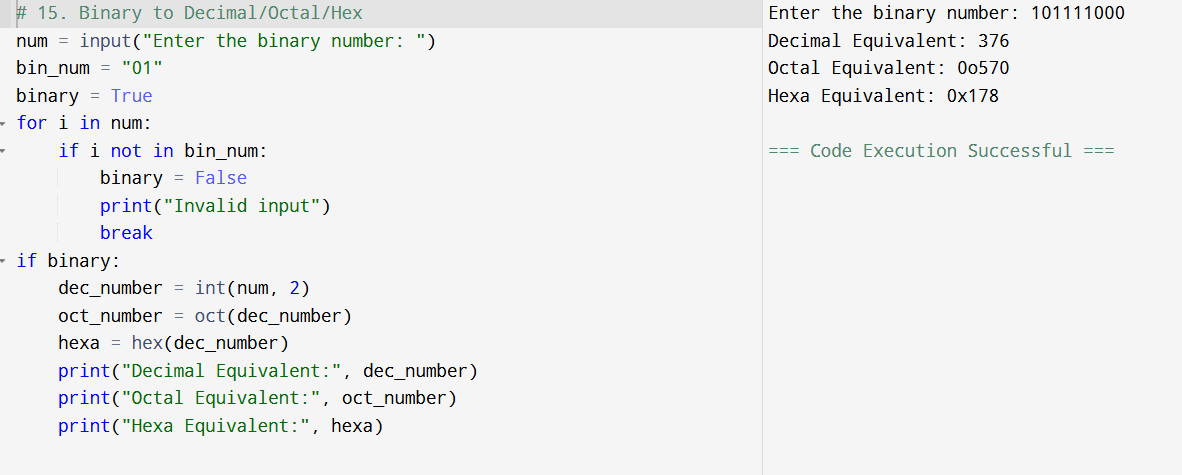 # 15. Binary to Decimal/Octal/Hex
num = input("Enter the binary number: ")
bin_num = "01"
binary = True
for i in num:
    if i not in bin_num:
        binary = False
        print("Invalid input")
        break
if binary:
    dec_number = int(num, 2)
    oct_number = oct(dec_number)
    hexa = hex(dec_number)
    print("Decimal Equivalent:", dec_number)
    print("Octal Equivalent:", oct_number)
    print("Hexa Equivalent:", hexa)
Enter the binary number: 101111000
Decimal Equivalent: 376
Octal Equivalent: 0o570
Hexa Equivalent: 0x178
=== Code Execution Successful ===